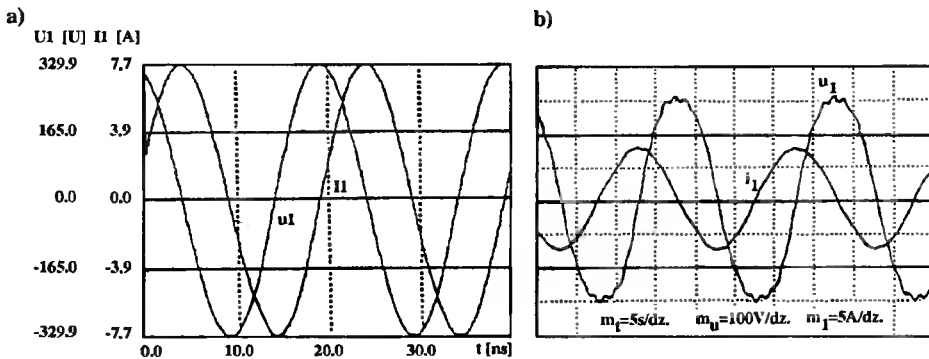 a)
b)
U1 [U] I1 [A]
329.9 7,7
165.0 3,9
0.0 0.0
-165.0 -3,9
-329.9 -7.7
I1
u1
0.0 10.0 20.0 30.0 t [ns]
u1
i1
mt=5s/dz. mu=100V/dz. m1=5A/dz.